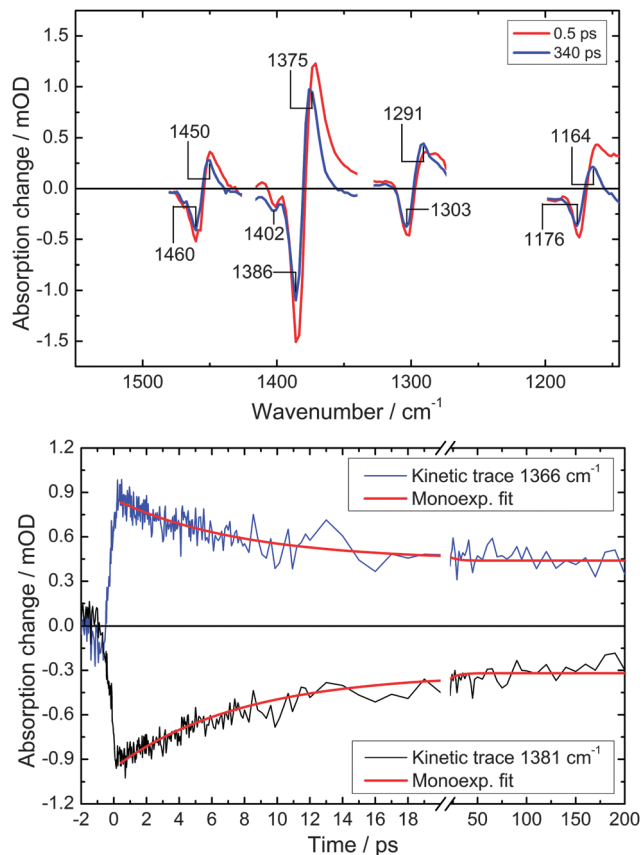 1.5
1.0
0.5
0.0
-0.5
-1.0
-1.5
Absorption change / mOD
1375
0.5 ps
340 ps
1450
1291
1164
1460
1402
1386
1303
1176
1500 1400 1300 1200
Wavenumber / cm-1
1.2
0.9
0.6
0.3
0.0
-0.3
-0.6
-0.9
-1.2
Absorption change / mOD
Kinetic trace 1366 cm-1
Monoexp. fit
Kinetic trace 1381 cm-1
Monoexp. fit
-2 0 2 4 6 8 10 12 14 16 18 20 50 100 150 200
Time / ps